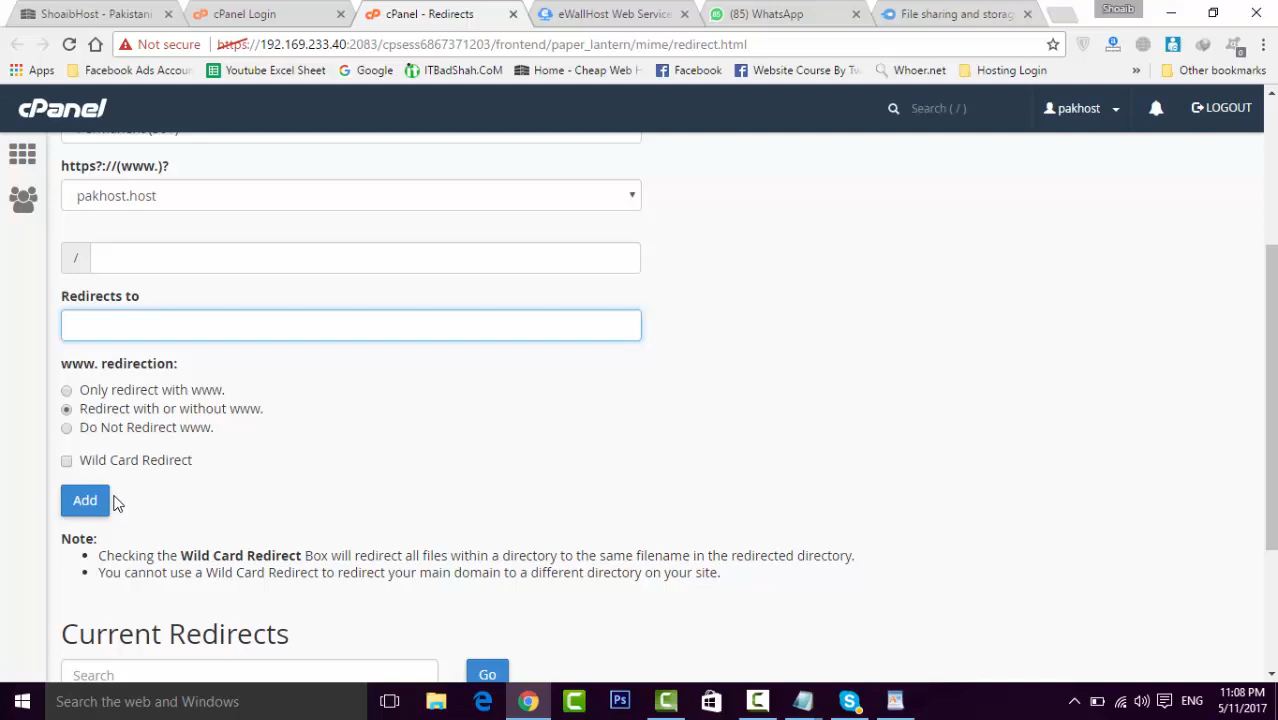 ShoaibHost - Pakistani
cPanel Login
cPanel - Redirects
eWallHost Web Service
(85) WhatsApp
File sharing and storag
Shoaib
Not secure
https://192.169.233.40:2083/cpsess6867371203/frontend/paper_lantern/mime/redirect.html
Apps
Facebook Ads Accou
Youtube Excel Sheet
Google
ITBadShah.CoM
Home - Cheap Web H
Facebook
Website Course By Tw
Whoer.net
Hosting Login
»
Other bookmarks
cPanel
Search ( / )
pakhost
LOGOUT
https?://(www.)?
pakhost.host
/
Redirects to
www. redirection:
Only redirect with www.
Redirect with or without www.
Do Not Redirect www.
Wild Card Redirect
Add
Note:
Checking the Wild Card Redirect Box will redirect all files within a directory to the same filename in the redirected directory.
You cannot use a Wild Card Redirect to redirect your main domain to a different directory on your site.
Current Redirects
Search
Go
Search the web and Windows
ENG
11:08 PM
5/11/2017